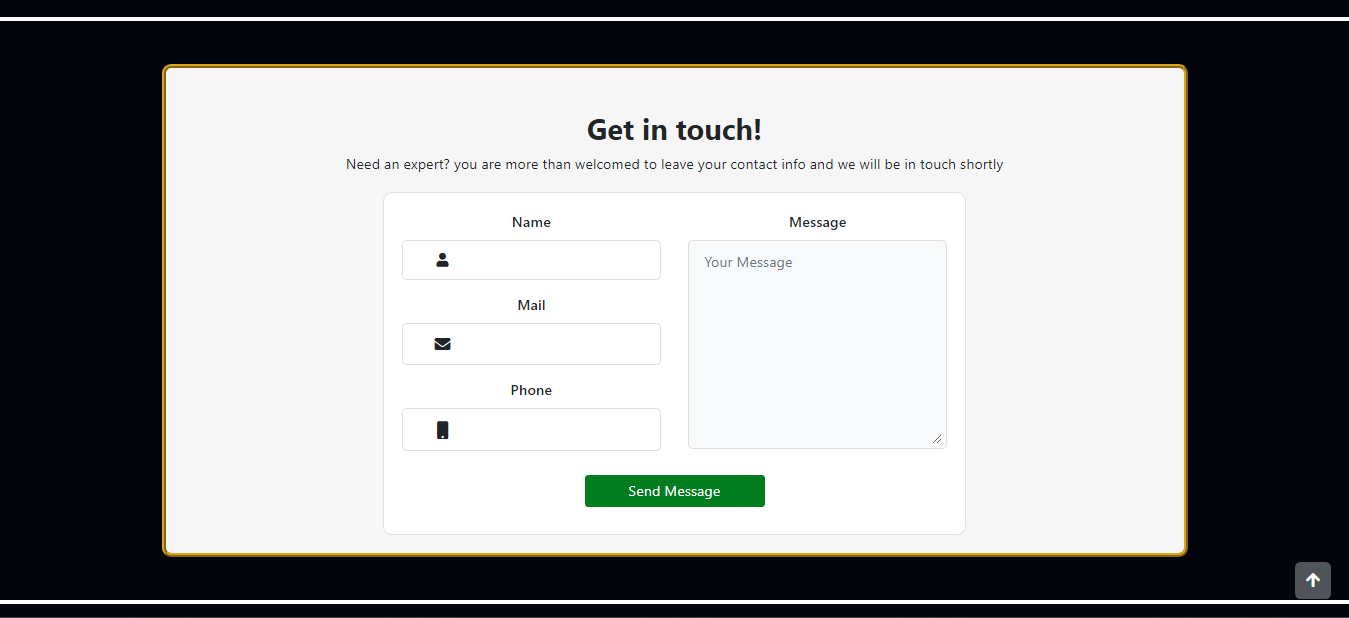 Get in touch!
Need an expert? you are more than welcomed to leave your contact info and we will be in touch shortly
Name
Mail
Phone
Message
Your Message
Send Message